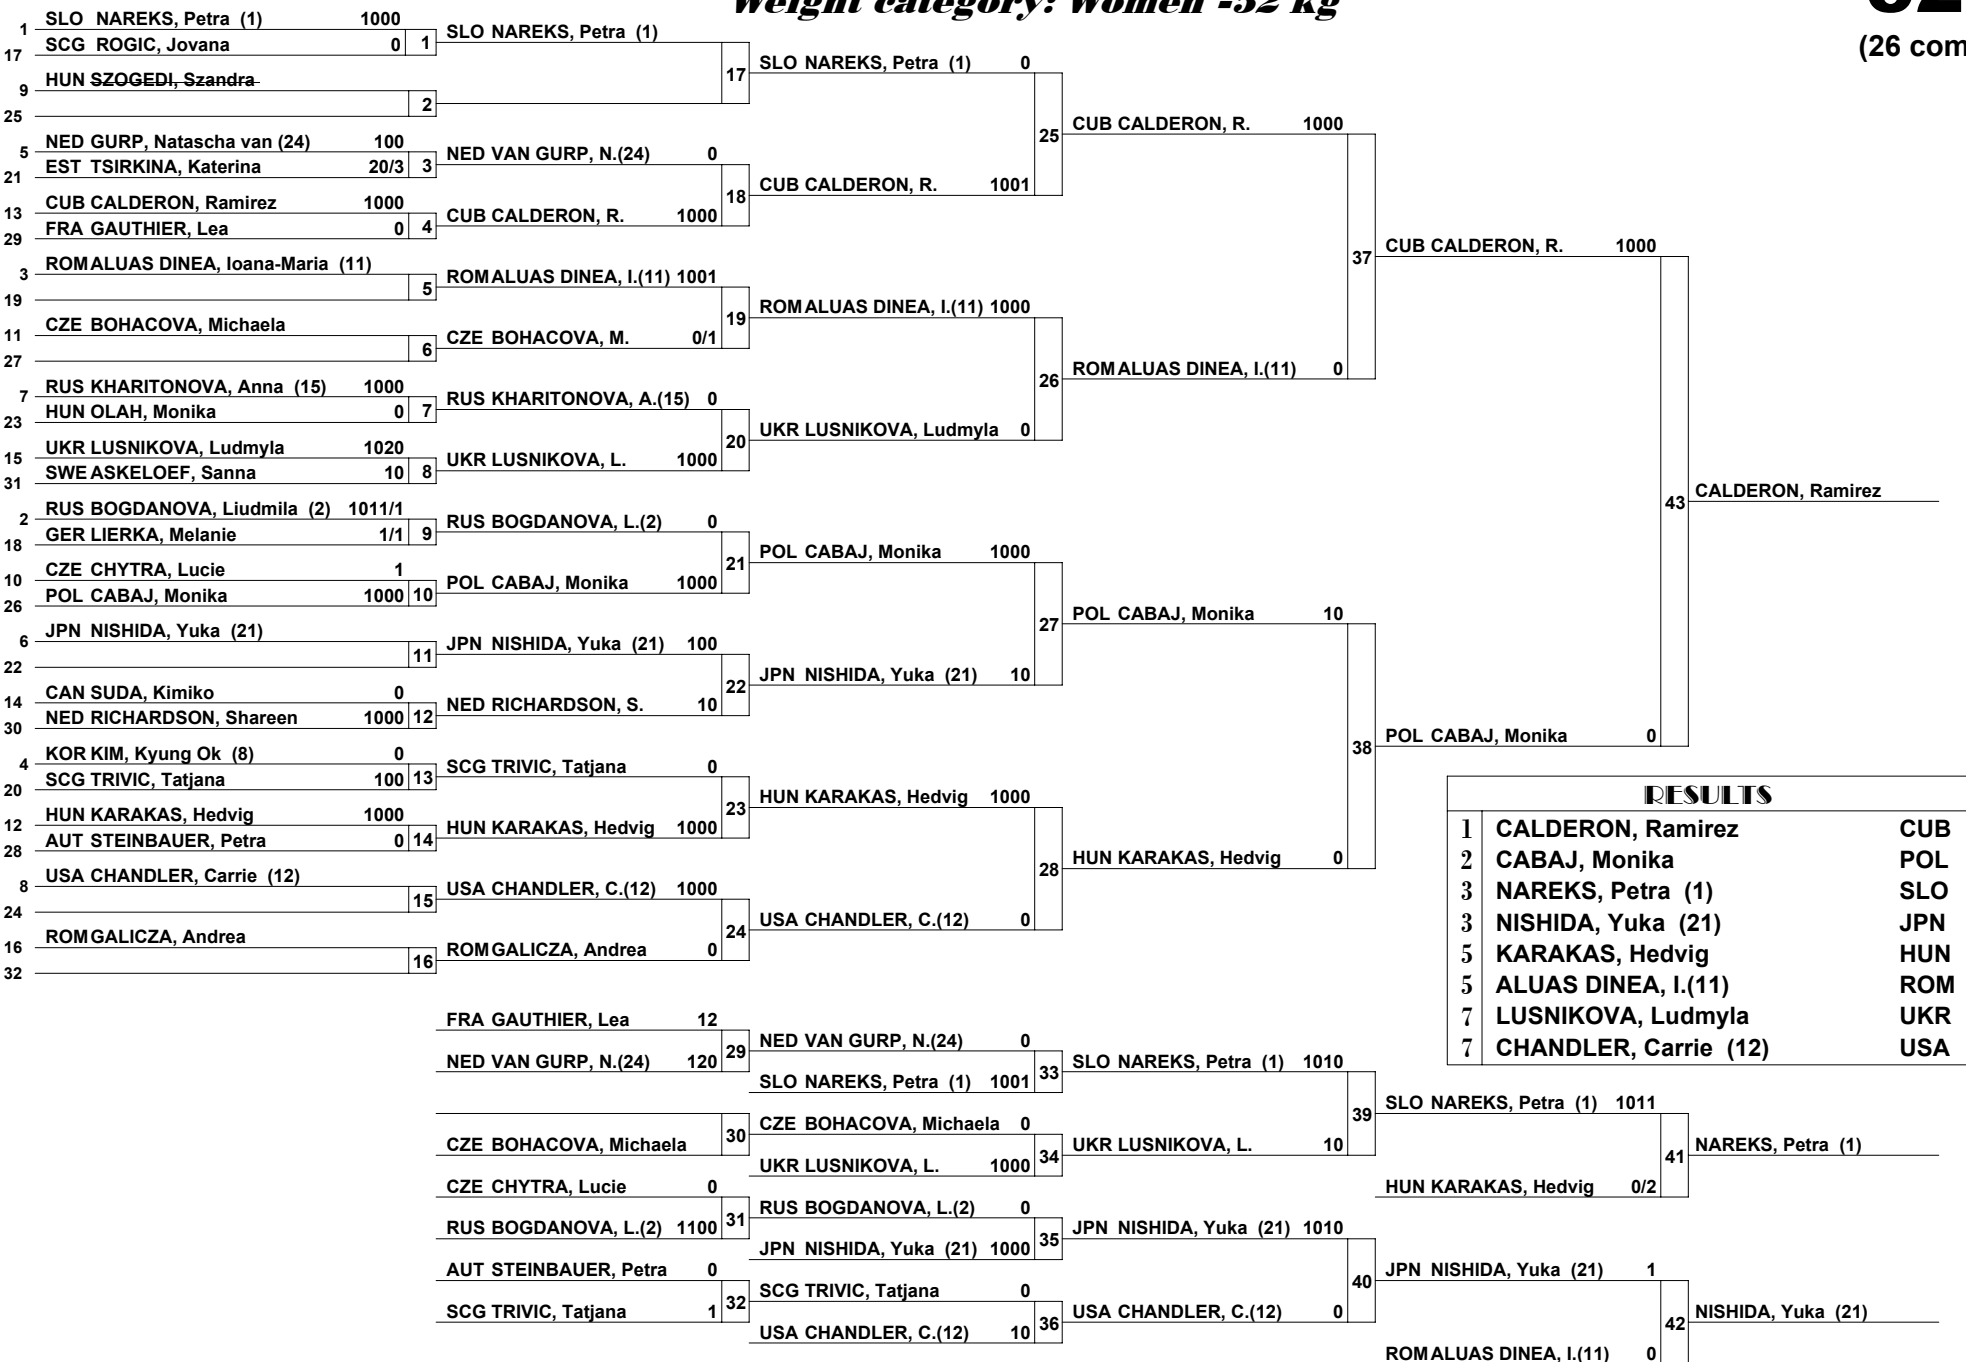 Weight category: Women -52 kg
(26 com
1 SLO NAREKS, Petra (1) 1000
17 SCG ROGIC, Jovana 0 1
9 HUN SZOGEDI, Szandra
25 2
5 NED GURP, Natascha van (24) 100
21 EST TSIRKINA, Katerina 20/3 3
13 CUB CALDERON, Ramirez 1000
29 FRA GAUTHIER, Lea 0 4
3 ROM ALUAS DINEA, Ioana-Maria (11)
19 5
11 CZE BOHACOVA, Michaela
27 6
7 RUS KHARITONOVA, Anna (15) 1000
23 HUN OLAH, Monika 0 7
15 UKR LUSNIKOVA, Ludmyla 1020
31 SWE ASKELOEF, Sanna 10 8
2 RUS BOGDANOVA, Liudmila (2) 1011/1
18 GER LIERKA, Melanie 1/1 9
10 CZE CHYTRA, Lucie 1
26 POL CABAJ, Monika 1000 10
6 JPN NISHIDA, Yuka (21)
22 11
14 CAN SUDA, Kimiko 0
30 NED RICHARDSON, Shareen 1000 12
4 KOR KIM, Kyung Ok (8) 0
20 SCG TRIVIC, Tatjana 100 13
12 HUN KARAKAS, Hedvig 1000
28 AUT STEINBAUER, Petra 0 14
8 USA CHANDLER, Carrie (12)
24 15
16 ROM GALICZA, Andrea
32 16
SLO NAREKS, Petra (1)
17
NED VAN GURP, N.(24) 0
18
CUB CALDERON, R. 1000
ROM ALUAS DINEA, I.(11) 1001
19
CZE BOHACOVA, M. 0/1
RUS KHARITONOVA, A.(15) 0
20
UKR LUSNIKOVA, L. 1000
RUS BOGDANOVA, L.(2) 0
21
POL CABAJ, Monika 1000
JPN NISHIDA, Yuka (21) 100
22
NED RICHARDSON, S. 10
SCG TRIVIC, Tatjana 0
23
HUN KARAKAS, Hedvig 1000
USA CHANDLER, C.(12) 1000
24
ROM GALICZA, Andrea 0
SLO NAREKS, Petra (1) 0
25
CUB CALDERON, R. 1001
ROM ALUAS DINEA, I.(11) 1000
26
UKR LUSNIKOVA, Ludmyla 0
POL CABAJ, Monika 1000
27
JPN NISHIDA, Yuka (21) 10
HUN KARAKAS, Hedvig 1000
28
USA CHANDLER, C.(12) 0
CUB CALDERON, R. 1000
37
ROM ALUAS DINEA, I.(11) 0
POL CABAJ, Monika 10
38
HUN KARAKAS, Hedvig 0
CUB CALDERON, R. 1000
43
POL CABAJ, Monika 0
CALDERON, Ramirez
RESULTS
1 CALDERON, Ramirez CUB
2 CABAJ, Monika POL
3 NAREKS, Petra (1) SLO
3 NISHIDA, Yuka (21) JPN
5 KARAKAS, Hedvig HUN
5 ALUAS DINEA, I.(11) ROM
7 LUSNIKOVA, Ludmyla UKR
7 CHANDLER, Carrie (12) USA
FRA GAUTHIER, Lea 12
29
NED VAN GURP, N.(24) 120
30
CZE BOHACOVA, Michaela
CZE CHYTRA, Lucie 0
31
RUS BOGDANOVA, L.(2) 1100
AUT STEINBAUER, Petra 0
32
SCG TRIVIC, Tatjana 1
NED VAN GURP, N.(24) 0
SLO NAREKS, Petra (1) 1001 33
CZE BOHACOVA, Michaela 0
UKR LUSNIKOVA, L. 1000 34
RUS BOGDANOVA, L.(2) 0
JPN NISHIDA, Yuka (21) 1000 35
SCG TRIVIC, Tatjana 0
USA CHANDLER, C.(12) 10 36
SLO NAREKS, Petra (1) 1010
39
UKR LUSNIKOVA, L. 10
JPN NISHIDA, Yuka (21) 1010
40
USA CHANDLER, C.(12) 0
SLO NAREKS, Petra (1) 1011
41
HUN KARAKAS, Hedvig 0/2
JPN NISHIDA, Yuka (21) 1
42
ROM ALUAS DINEA, I.(11) 0
NAREKS, Petra (1)
NISHIDA, Yuka (21)